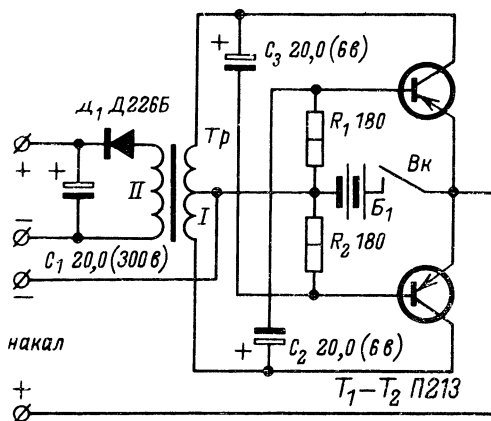 +
C₃ 20,0 (6в)
Д₁ Д226Б
Тр
R₁ 180
Вк
+
+
II
I
Б₁
R₂ 180
−
C₁ 20,0 (300в)
−
накал
+
C₂ 20,0 (6в)
T₁−T₂ П213
+